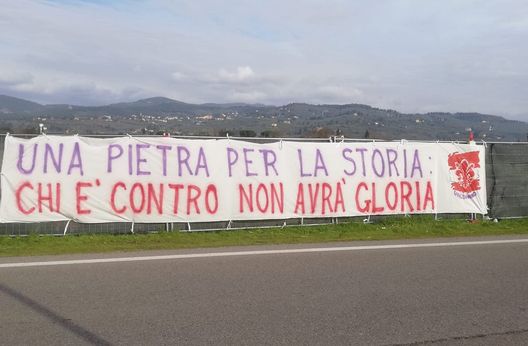 UNA PIETRA PER LA STORIA:
CHI E' CONTRO NON AVRA' GLORIA